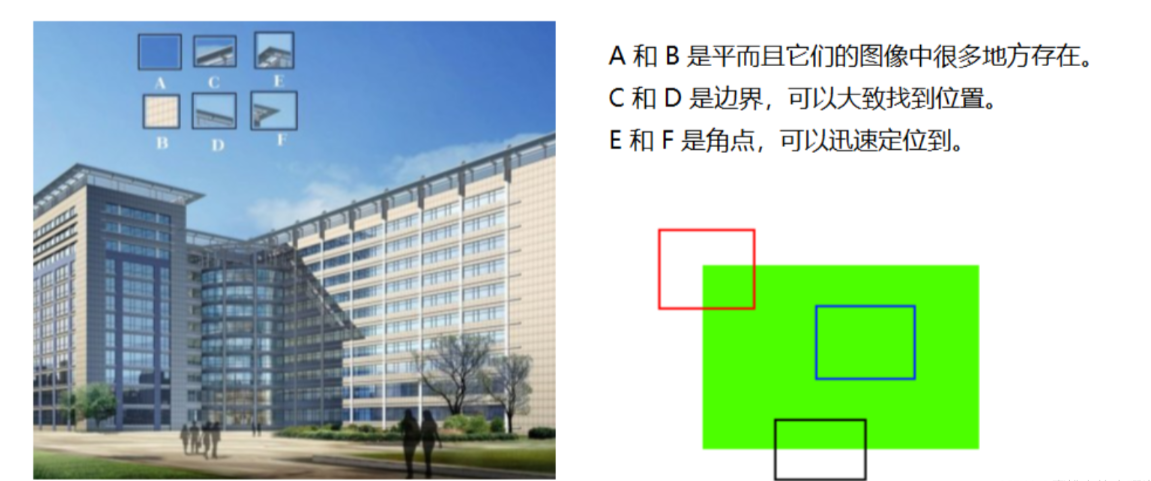 A
C
E
B
D
F
A 和 B 是平而且它们的图像中很多地方存在。
C 和 D 是边界，可以大致找到位置。
E 和 F 是角点，可以迅速定位到。